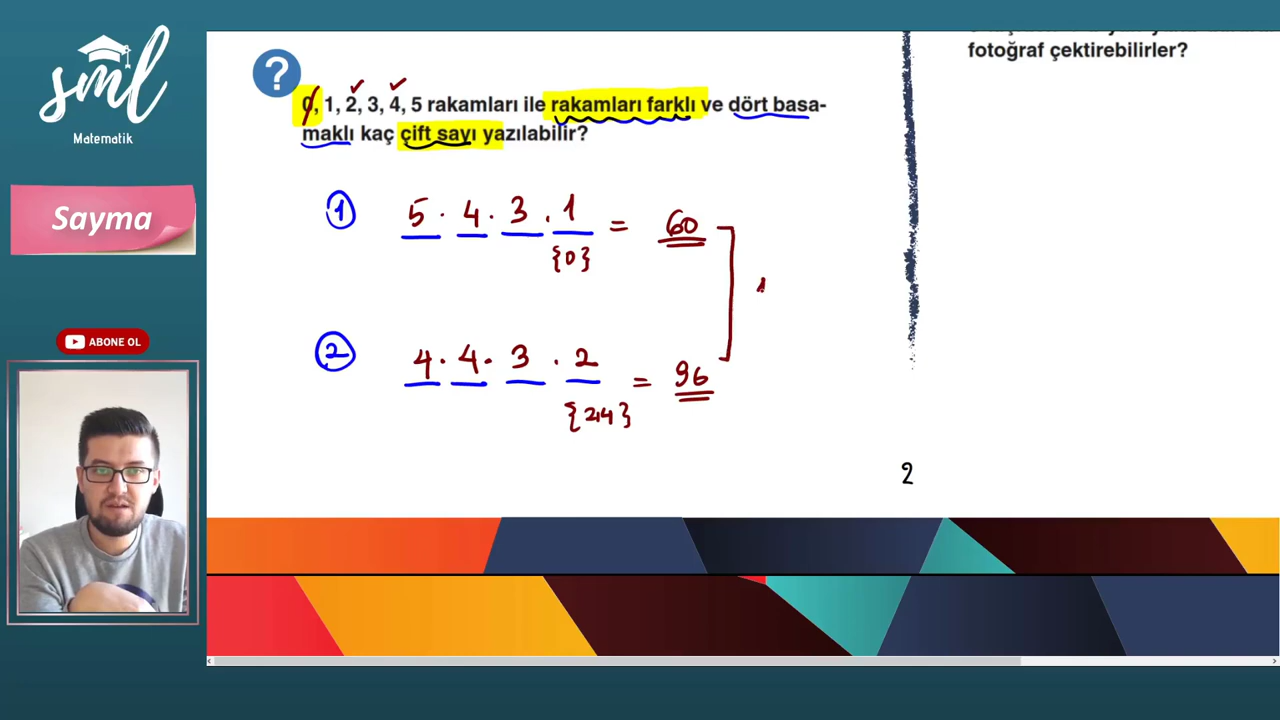 sml
Matematik
Sayma
ABONE OL
fotoğraf çektirebilirler?
?
0, 1, 2, 3, 4, 5 rakamları ile rakamları farklı ve dört basa-
maklı kaç çift sayı yazılabilir?
1 5 · 4 · 3 · 1 = 60
{0}
2 4 · 4 · 3 · 2 = 96
{2,4}
2